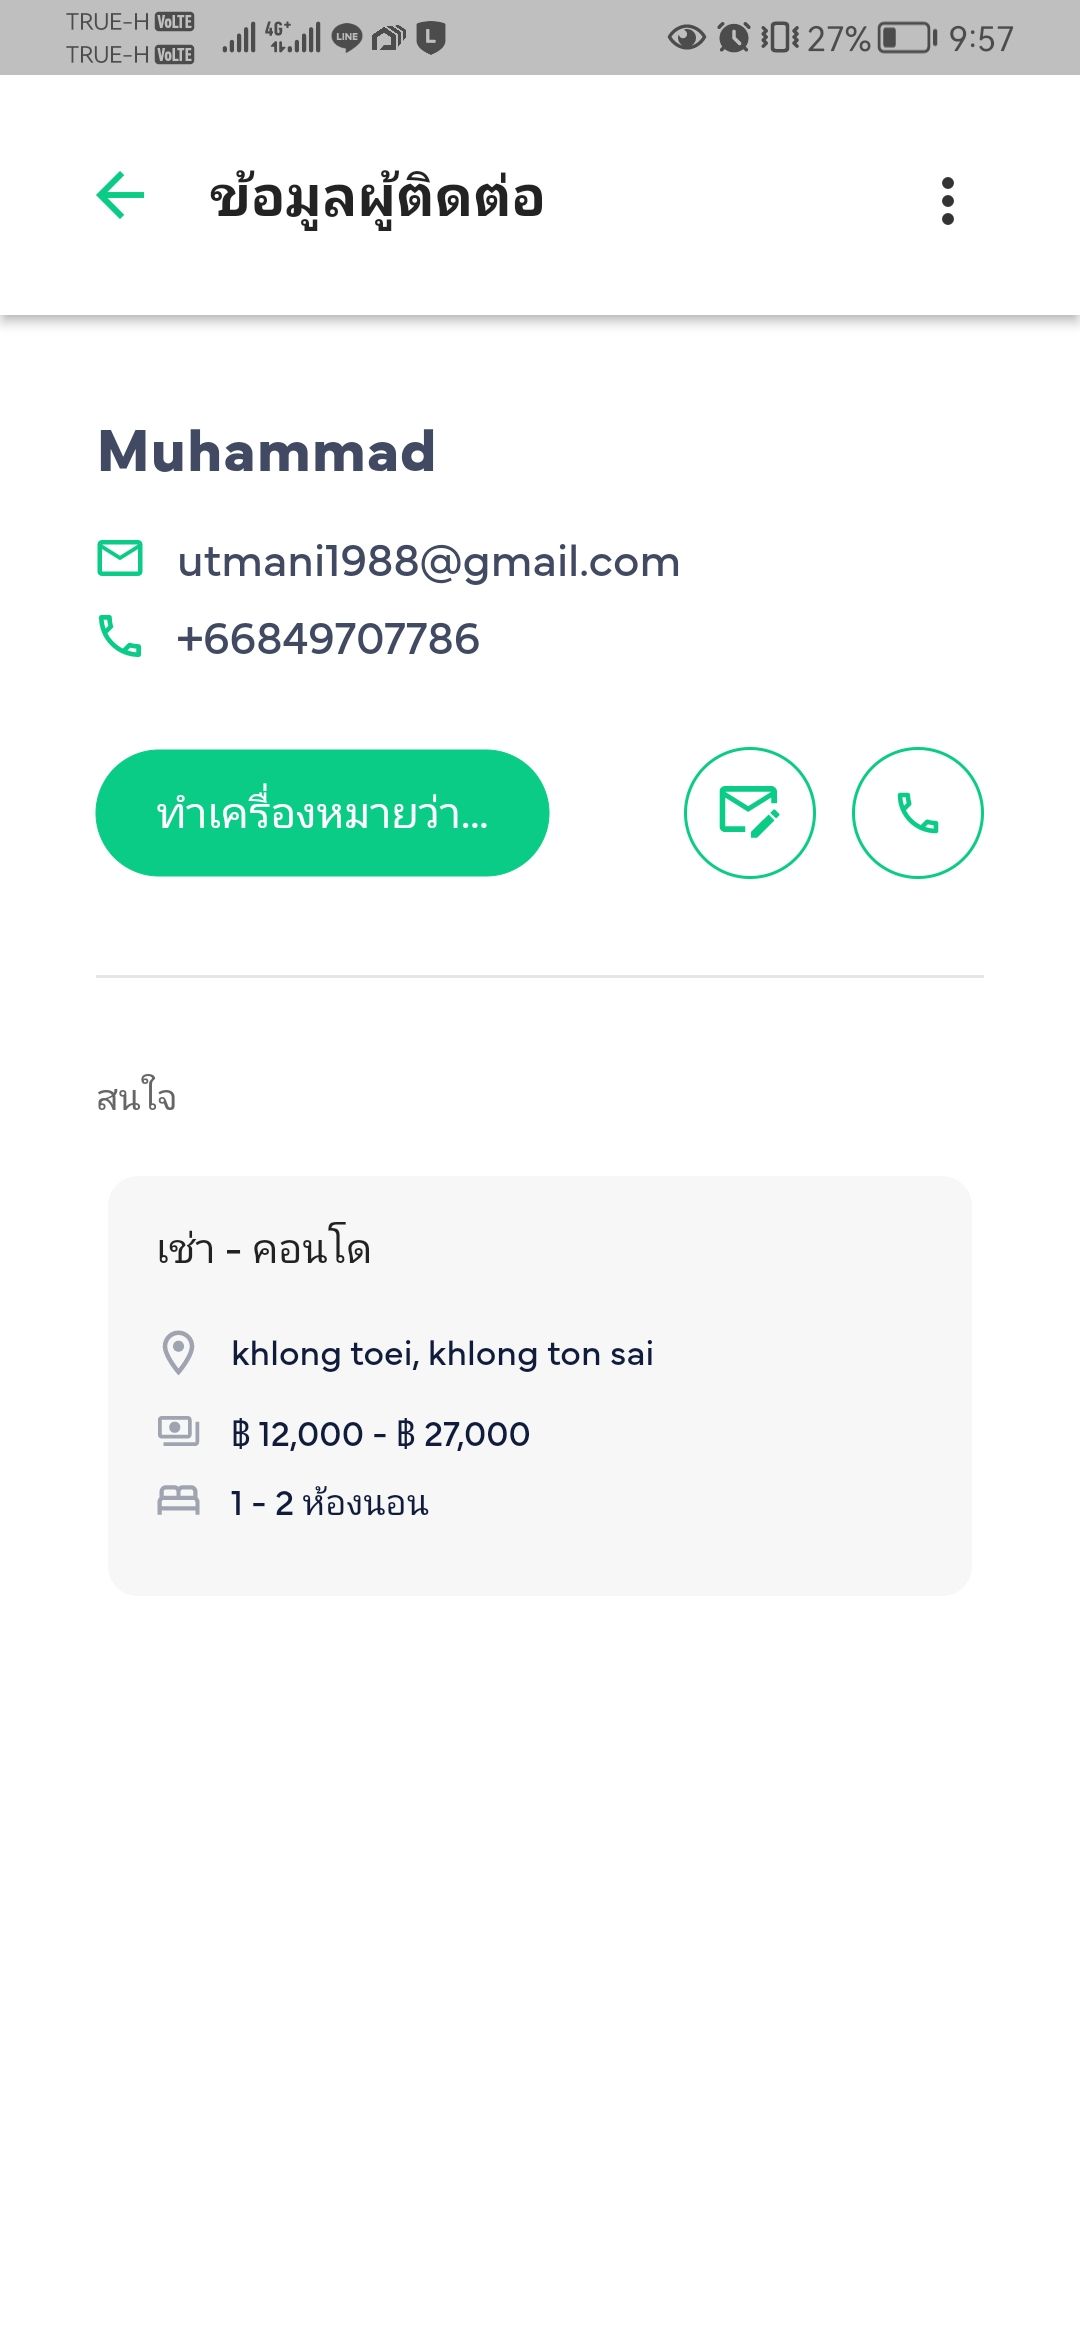 TRUE-H VoLTE 4G+ LINE L 27% 9:57
TRUE-H VoLTE
ข้อมูลผู้ติดต่อ
Muhammad
utmani1988@gmail.com
+66849707786
ทำเครื่องหมายว่า...
สนใจ
เช่า - คอนโด
khlong toei, khlong ton sai
฿ 12,000 - ฿ 27,000
1 - 2 ห้องนอน